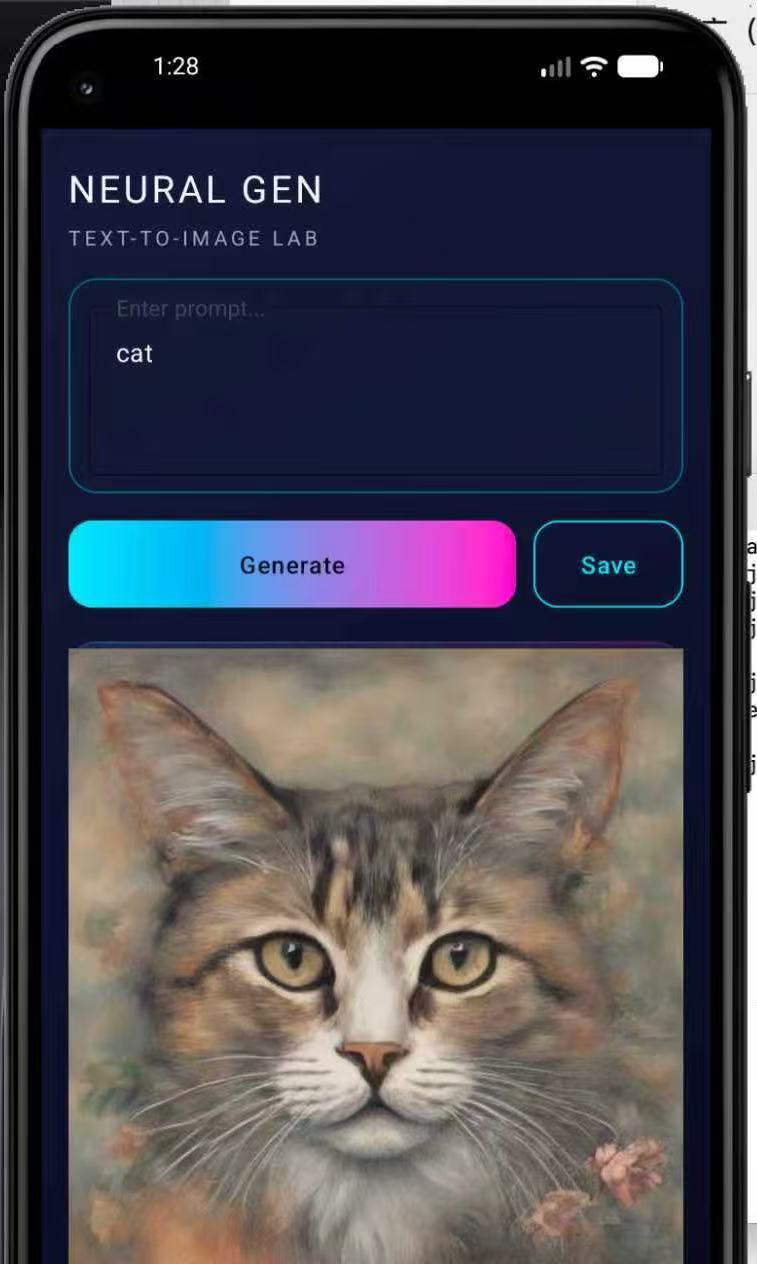 1:28
NEURAL GEN
TEXT-TO-IMAGE LAB
Enter prompt...
cat
Generate
Save